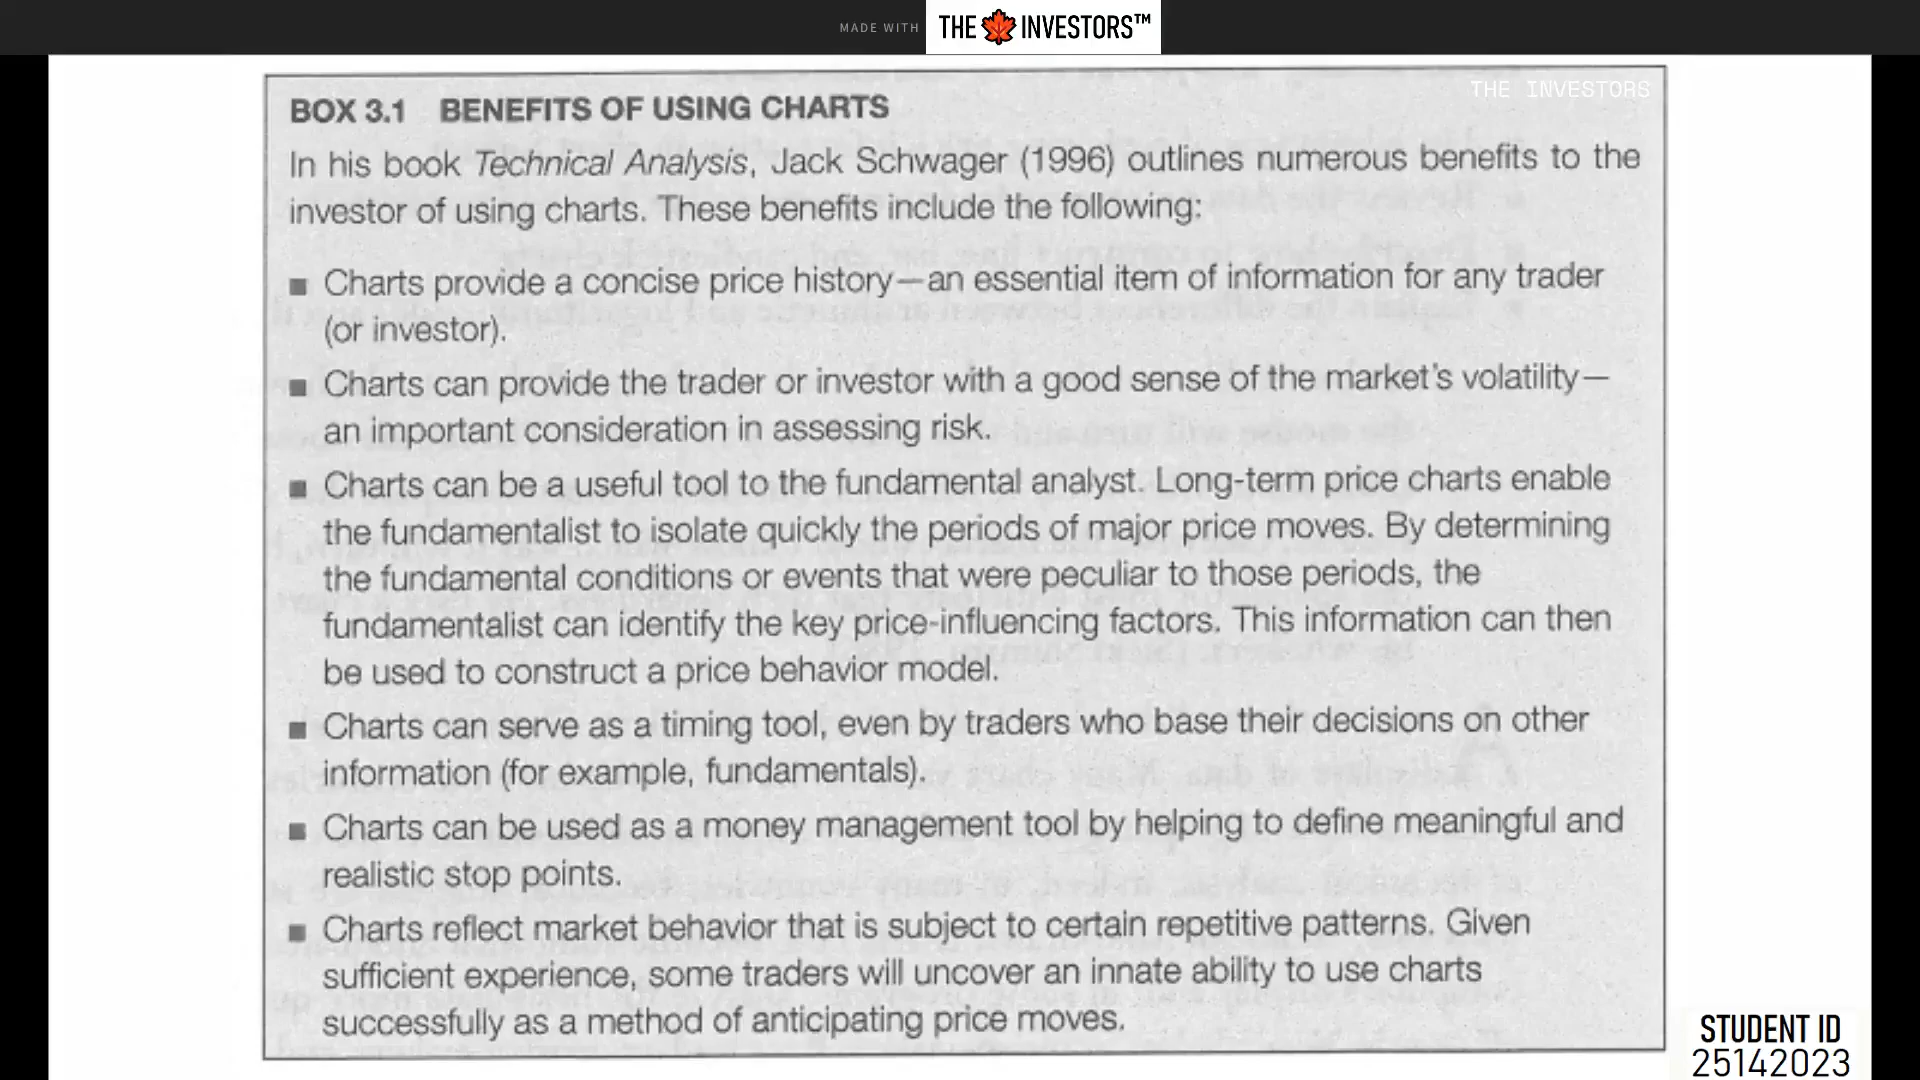 MADE WITH THE INVESTORS™
THE INVESTORS
BOX 3.1 BENEFITS OF USING CHARTS
In his book Technical Analysis, Jack Schwager (1996) outlines numerous benefits to the
investor of using charts. These benefits include the following:
■ Charts provide a concise price history—an essential item of information for any trader
(or investor).
■ Charts can provide the trader or investor with a good sense of the market's volatility—
an important consideration in assessing risk.
■ Charts can be a useful tool to the fundamental analyst. Long-term price charts enable
the fundamentalist to isolate quickly the periods of major price moves. By determining
the fundamental conditions or events that were peculiar to those periods, the
fundamentalist can identify the key price-influencing factors. This information can then
be used to construct a price behavior model.
■ Charts can serve as a timing tool, even by traders who base their decisions on other
information (for example, fundamentals).
■ Charts can be used as a money management tool by helping to define meaningful and
realistic stop points.
■ Charts reflect market behavior that is subject to certain repetitive patterns. Given
sufficient experience, some traders will uncover an innate ability to use charts
successfully as a method of anticipating price moves.
STUDENT ID
25142023